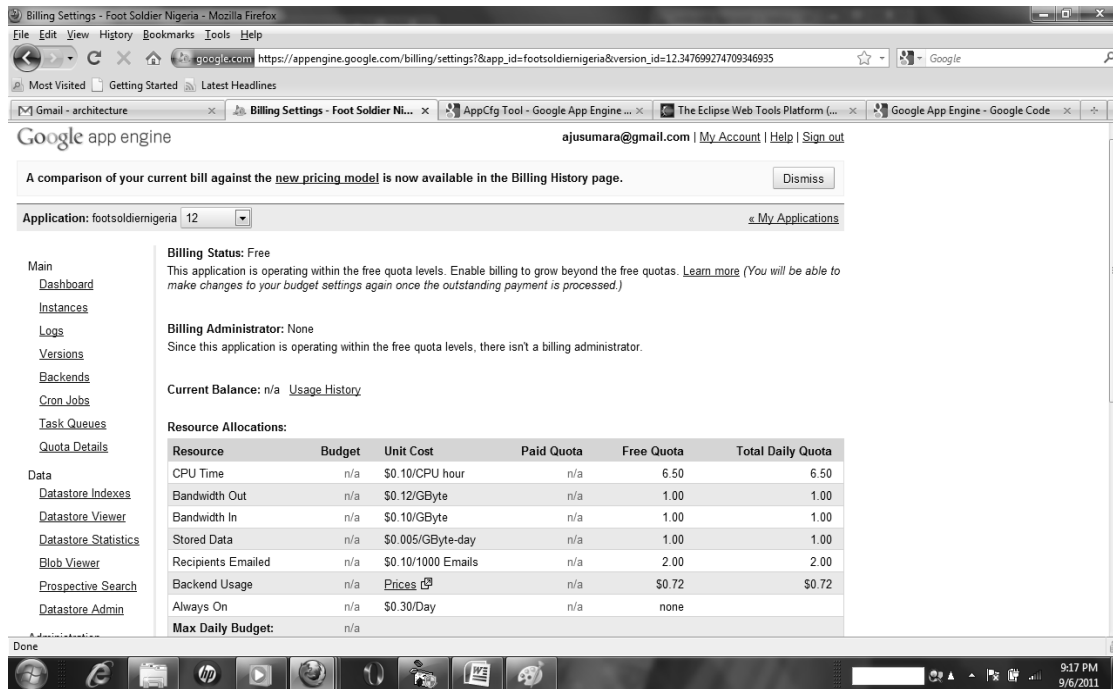 Billing Settings - Foot Soldier Nigeria - Mozilla Firefox
File Edit View History Bookmarks Tools Help
google.com https://appengine.google.com/billing/settings?&app_id=footsoldiernigeria&version_id=12.347699274709346935
Google
Most Visited Getting Started Latest Headlines
Gmail - architecture
Billing Settings - Foot Soldier Ni...
AppCfg Tool - Google App Engine ...
The Eclipse Web Tools Platform (...
Google App Engine - Google Code
Google app engine
ajusumara@gmail.com | My Account | Help | Sign out
A comparison of your current bill against the new pricing model is now available in the Billing History page.
Dismiss
Application: footsoldiernigeria 12
« My Applications
Main
Dashboard
Instances
Logs
Versions
Backends
Cron Jobs
Task Queues
Quota Details
Data
Datastore Indexes
Datastore Viewer
Datastore Statistics
Blob Viewer
Prospective Search
Datastore Admin
Billing Status: Free
This application is operating within the free quota levels. Enable billing to grow beyond the free quotas. Learn more (You will be able to
make changes to your budget settings again once the outstanding payment is processed.)
Billing Administrator: None
Since this application is operating within the free quota levels, there isn't a billing administrator.
Current Balance: n/a Usage History
Resource Allocations:
Resource Budget Unit Cost Paid Quota Free Quota Total Daily Quota
CPU Time n/a $0.10/CPU hour n/a 6.50 6.50
Bandwidth Out n/a $0.12/GByte n/a 1.00 1.00
Bandwidth In n/a $0.10/GByte n/a 1.00 1.00
Stored Data n/a $0.005/GByte-day n/a 1.00 1.00
Recipients Emailed n/a $0.10/1000 Emails n/a 2.00 2.00
Backend Usage n/a Prices n/a $0.72 $0.72
Always On n/a $0.30/Day n/a none
Max Daily Budget: n/a
Done
9:17 PM
9/6/2011